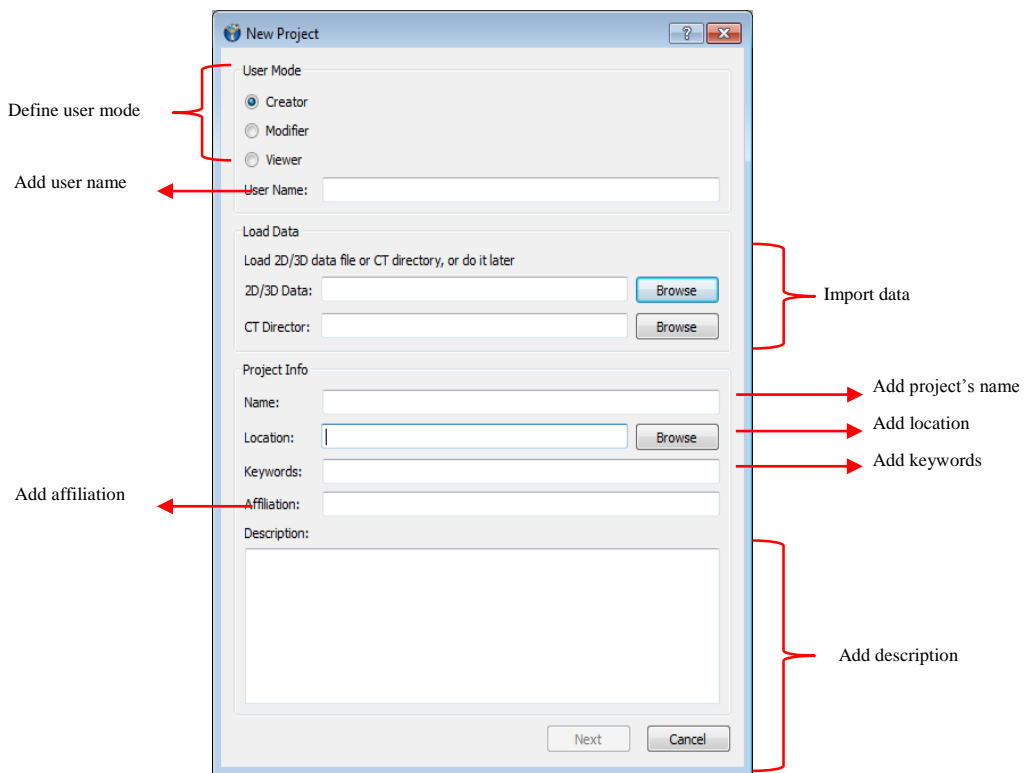 New Project
User Mode
Define user mode
Creator
Modifier
Viewer
Add user name
User Name:
Load Data
Load 2D/3D data file or CT directory, or do it later
2D/3D Data:
Browse
Import data
CT Director:
Browse
Project Info
Name:
Add project’s name
Location:
Browse
Add location
Keywords:
Add keywords
Add affiliation
Affiliation:
Description:
Add description
Next
Cancel